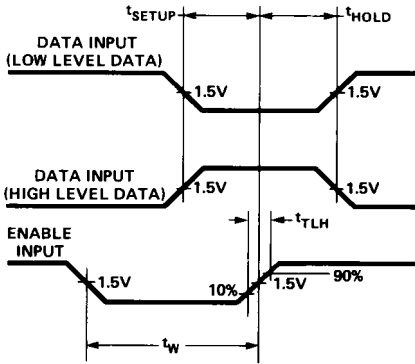 tSETUP
tHOLD
DATA INPUT
(LOW LEVEL DATA)
1.5V
1.5V
DATA INPUT
(HIGH LEVEL DATA)
1.5V
1.5V
tTLH
ENABLE
INPUT
1.5V
10%
1.5V
90%
tW